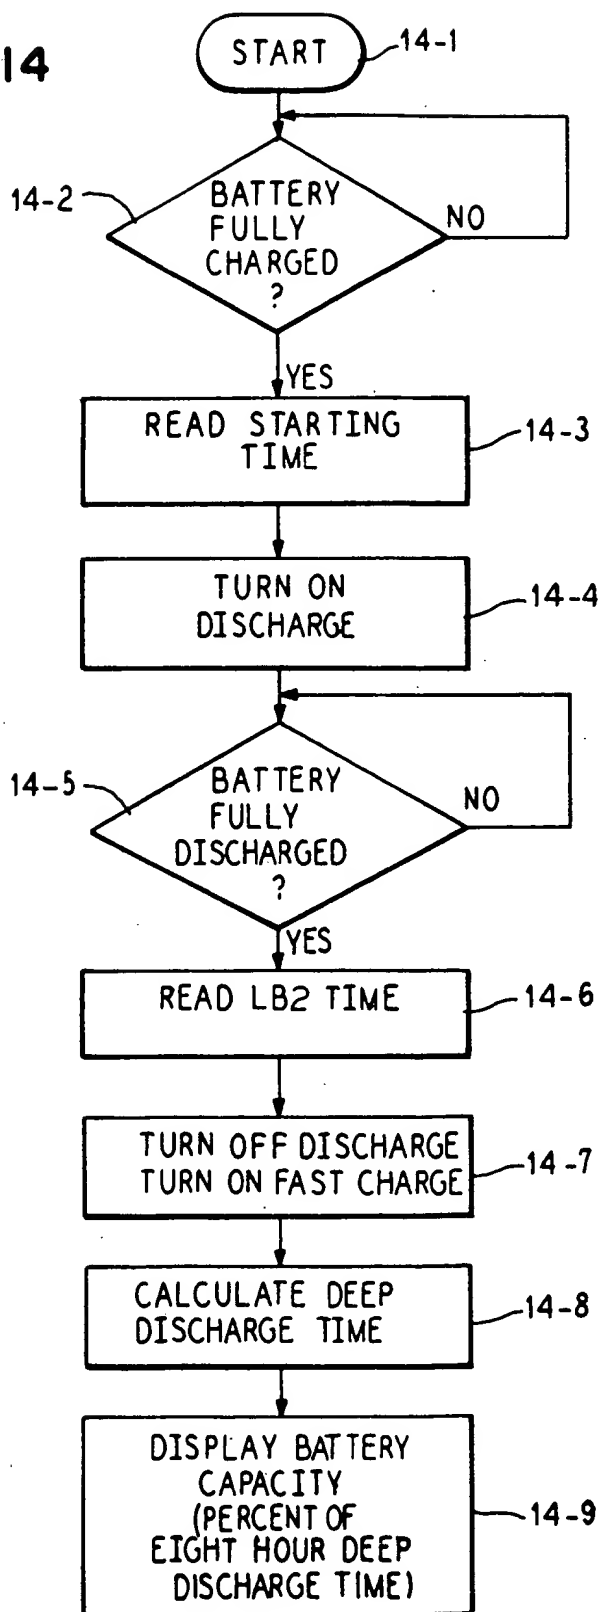 14
START
14-1
14-2
BATTERY
FULLY
CHARGED
?
NO
YES
READ STARTING
TIME
14-3
TURN ON
DISCHARGE
14-4
14-5
BATTERY
FULLY
DISCHARGED
?
NO
YES
READ LB2 TIME
14-6
TURN OFF DISCHARGE
TURN ON FAST CHARGE
14-7
CALCULATE DEEP
DISCHARGE TIME
14-8
DISPLAY BATTERY
CAPACITY
(PERCENT OF
EIGHT HOUR DEEP
DISCHARGE TIME)
14-9